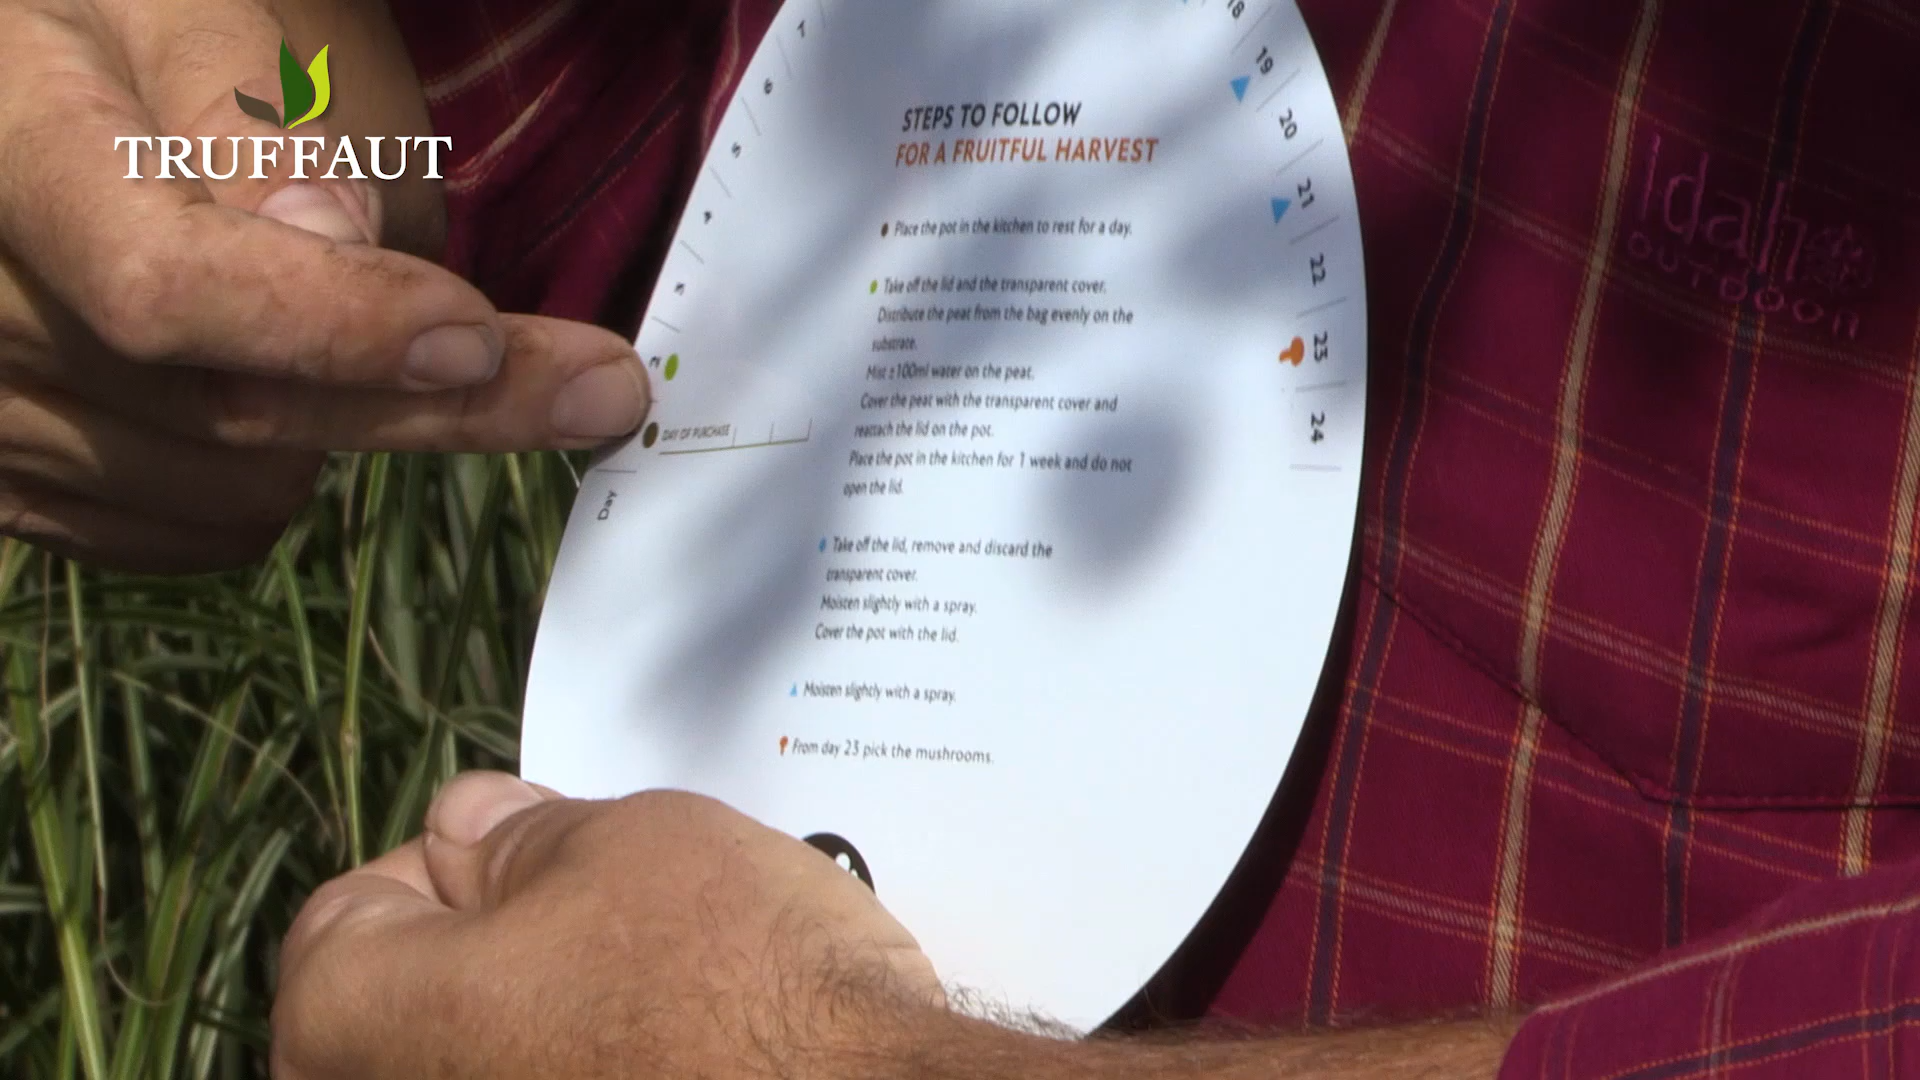 TRUFFAUT
STEPS TO FOLLOW
FOR A FRUITFUL HARVEST
Place the pot in the kitchen to rest for a day.
Take off the lid and the transparent cover.
Distribute the peat from the bag evenly on the
substrate.
Mist ±100ml water on the peat.
Cover the peat with the transparent cover and
reattach the lid on the pot.
Place the pot in the kitchen for 1 week and do not
open the lid.
Take off the lid, remove and discard the
transparent cover.
Moisten slightly with a spray.
Cover the pot with the lid.
Moisten slightly with a spray.
From day 23 pick the mushrooms.
Day
DAY OF PURCHASE
2
3
4
5
6
7
18
19
20
21
22
23
24
Idaho
OUTDOOR